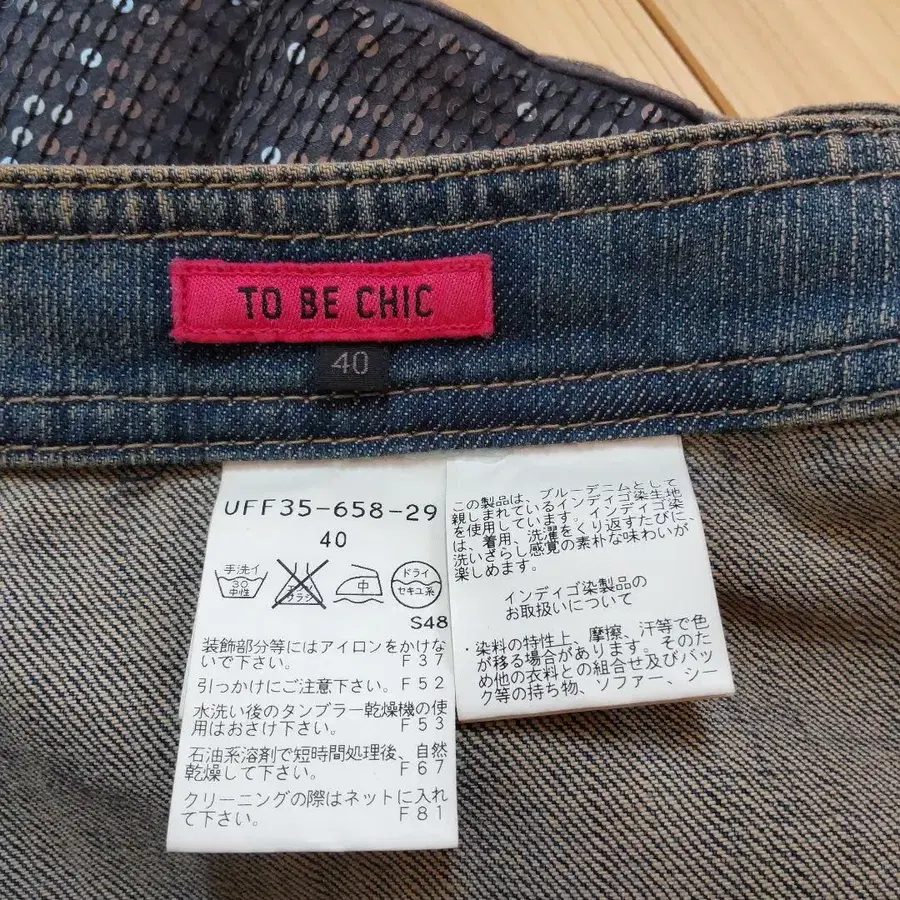 TO BE CHIC
40
UFF35-658-29
40
手洗イ
30
中性
エンソ
サラシ
中
ドライ
セキユ系
S48
装飾部分等にはアイロンをかけな
いで下さい。 F37
引っかけにご注意下さい。F52
水洗い後のタンブラー乾燥機の使
用はおさけ下さい。 F53
石油系溶剤で短時間処理後、自然
乾燥して下さい。 F67
クリーニングの際はネットに入れ
て下さい。 F81
この製品は、ブルーデニムとして
親しまれているインディゴ染生地
を使用しています。インディゴ
は、着用、洗濯をくり返すたびに
洗いざらし感覚の素朴な味わいが
楽しめます。
インディゴ染製品の
お取扱いについて
・染料の特性上、摩擦、汗等で色
が移る場合があります。そのた
め他の衣料との組合せ及びバッ
ク等の持ち物、ソファー、シー